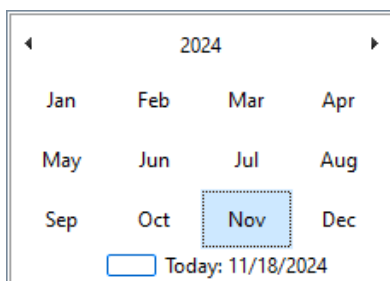 2024
Jan Feb Mar Apr
May Jun Jul Aug
Sep Oct Nov Dec
Today: 11/18/2024